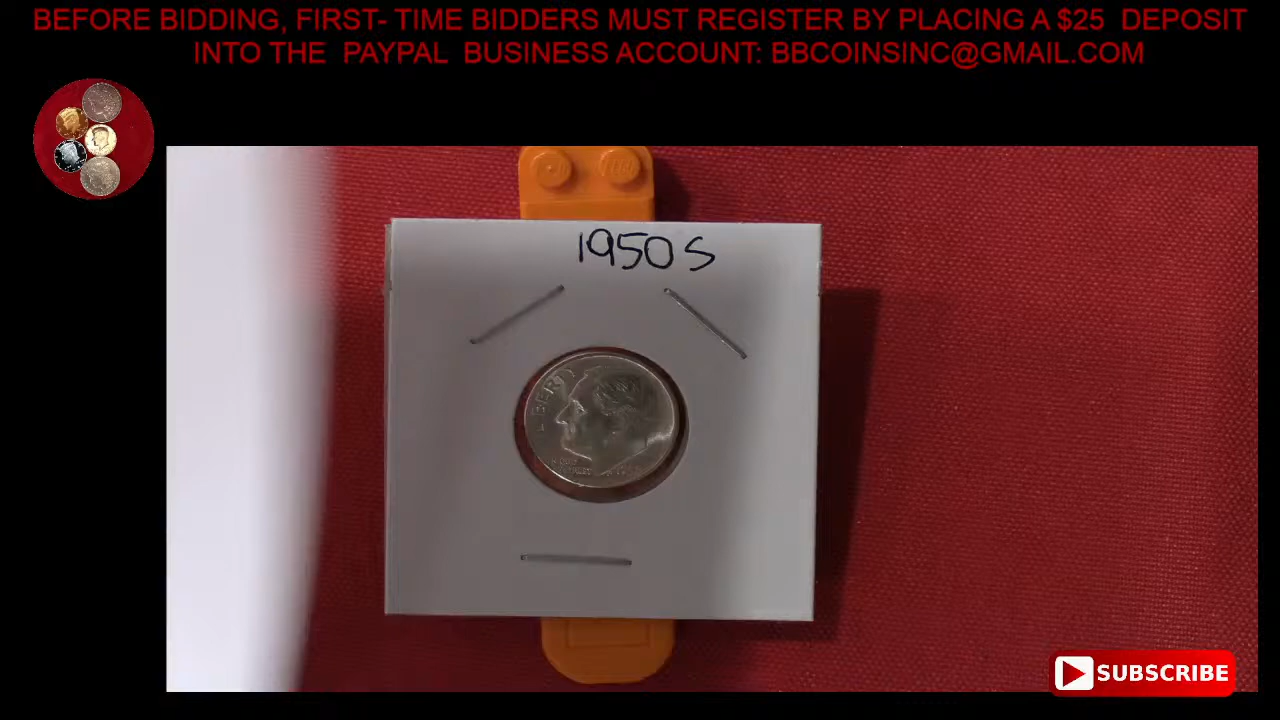 BEFORE BIDDING, FIRST- TIME BIDDERS MUST REGISTER BY PLACING A $25 DEPOSIT
INTO THE PAYPAL BUSINESS ACCOUNT: BBCOINSINC@GMAIL.COM
1950 S
LIBERTY
SUBSCRIBE